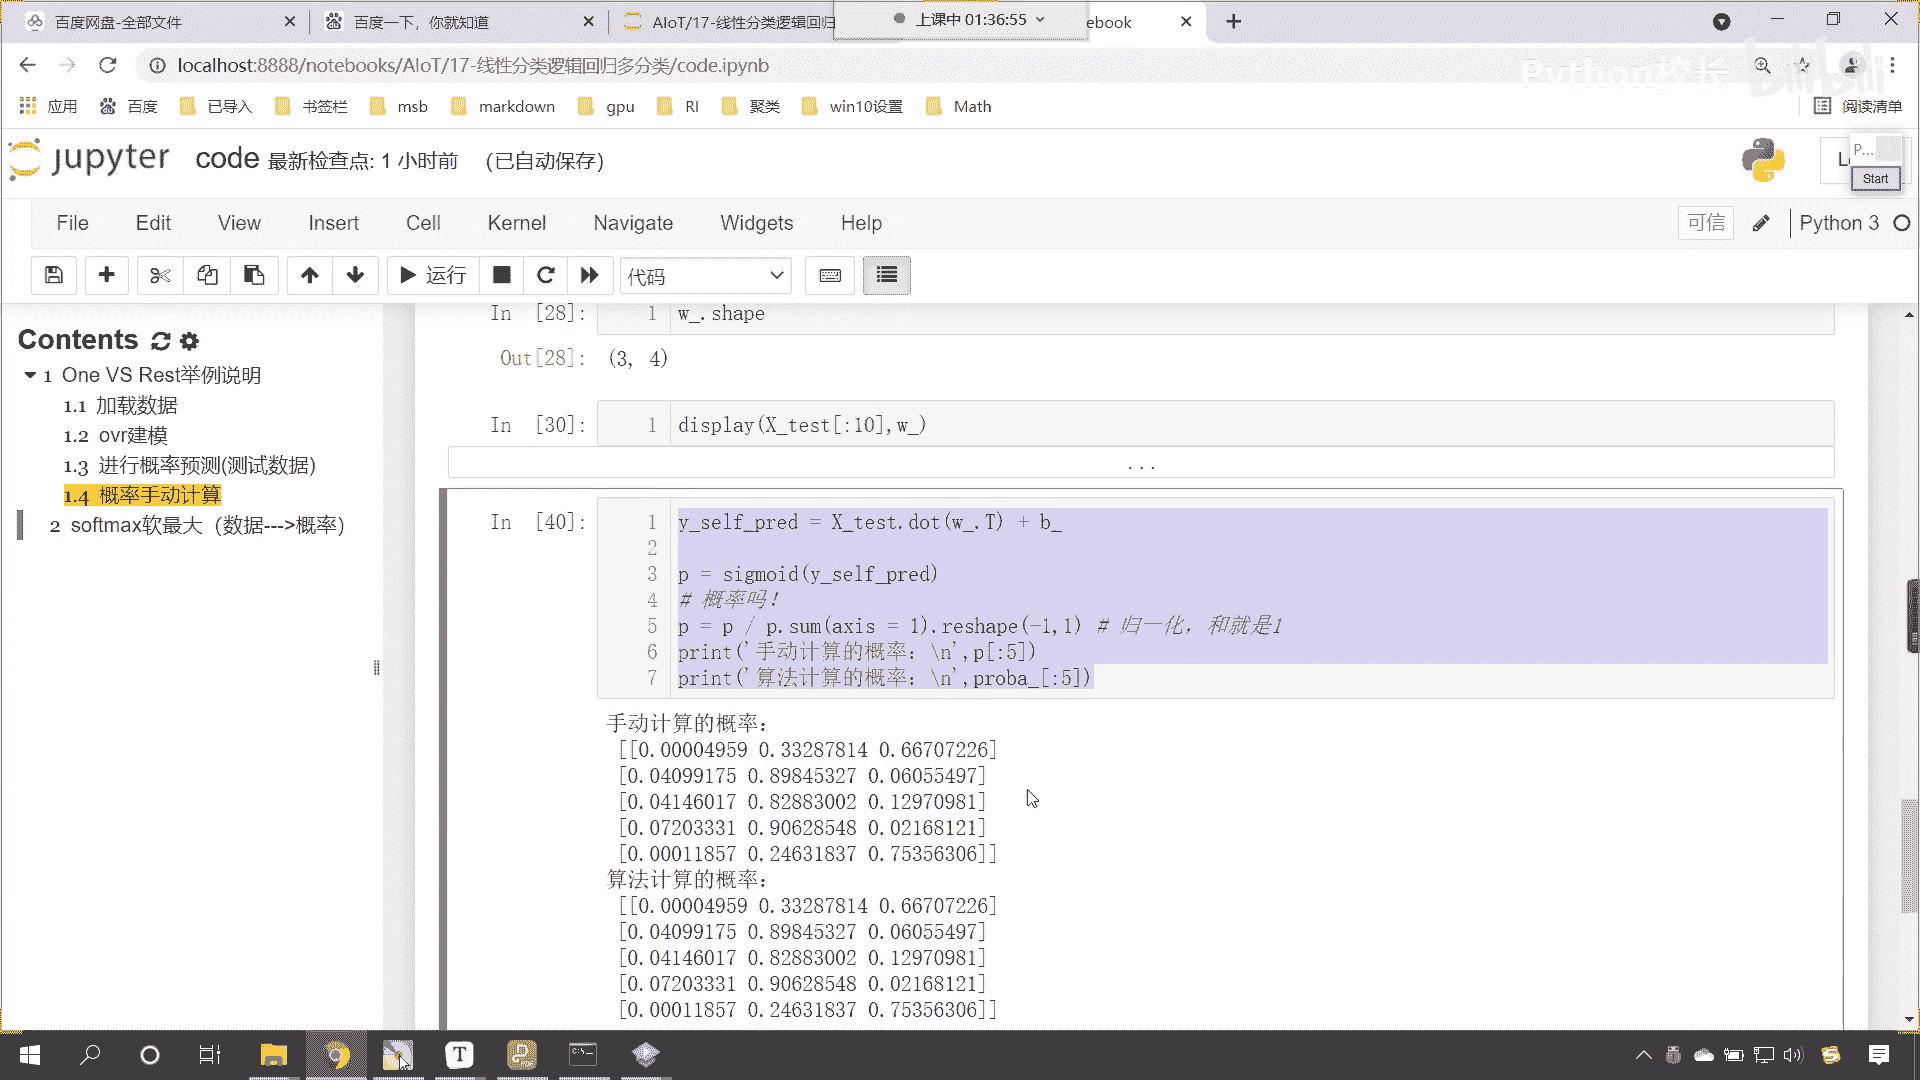 百度网盘-全部文件
百度一下，你就知道
AIoT/17-线性分类逻辑回归
上课中 01:36:55
ebook
localhost:8888/notebooks/AIoT/17-线性分类逻辑回归多分类/code.ipynb
Python校长
bilibili
应用 百度 已导入 书签栏 msb markdown gpu RI 聚类 win10设置 Math 阅读清单
jupyter code 最新检查点: 1 小时前 (已自动保存)
P...
Start
File Edit View Insert Cell Kernel Navigate Widgets Help 可信 Python 3
运行 代码
Contents
1 One VS Rest举例说明
1.1 加载数据
1.2 ovr建模
1.3 进行概率预测(测试数据)
1.4 概率手动计算
2 softmax软最大（数据--->概率）
In [28]: 1 w_.shape
Out[28]: (3, 4)
In [30]: 1 display(X_test[:10],w_)
...
In [40]: 1 y_self_pred = X_test.dot(w_.T) + b_
2
3 p = sigmoid(y_self_pred)
4 # 概率吗！
5 p = p / p.sum(axis = 1).reshape(-1,1) # 归一化，和就是1
6 print('手动计算的概率：\n',p[:5])
7 print('算法计算的概率：\n',proba_[:5])
手动计算的概率：
[[0.00004959 0.33287814 0.66707226]
[0.04099175 0.89845327 0.06055497]
[0.04146017 0.82883002 0.12970981]
[0.07203331 0.90628548 0.02168121]
[0.00011857 0.24631837 0.75356306]]
算法计算的概率：
[[0.00004959 0.33287814 0.66707226]
[0.04099175 0.89845327 0.06055497]
[0.04146017 0.82883002 0.12970981]
[0.07203331 0.90628548 0.02168121]
[0.00011857 0.24631837 0.75356306]]